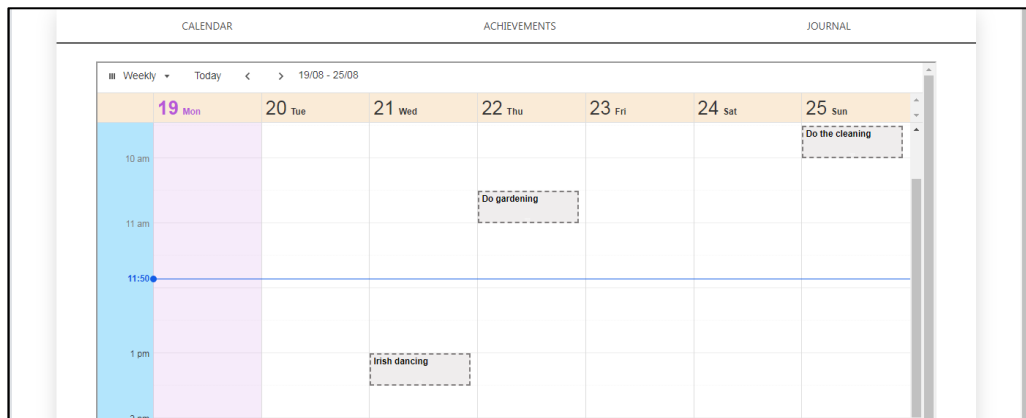 CALENDAR ACHIEVEMENTS JOURNAL
Weekly Today < > 19/08 - 25/08
19 Mon 20 Tue 21 Wed 22 Thu 23 Fri 24 Sat 25 Sun
Do the cleaning
10 am
Do gardening
11 am
11:50
1 pm
Irish dancing